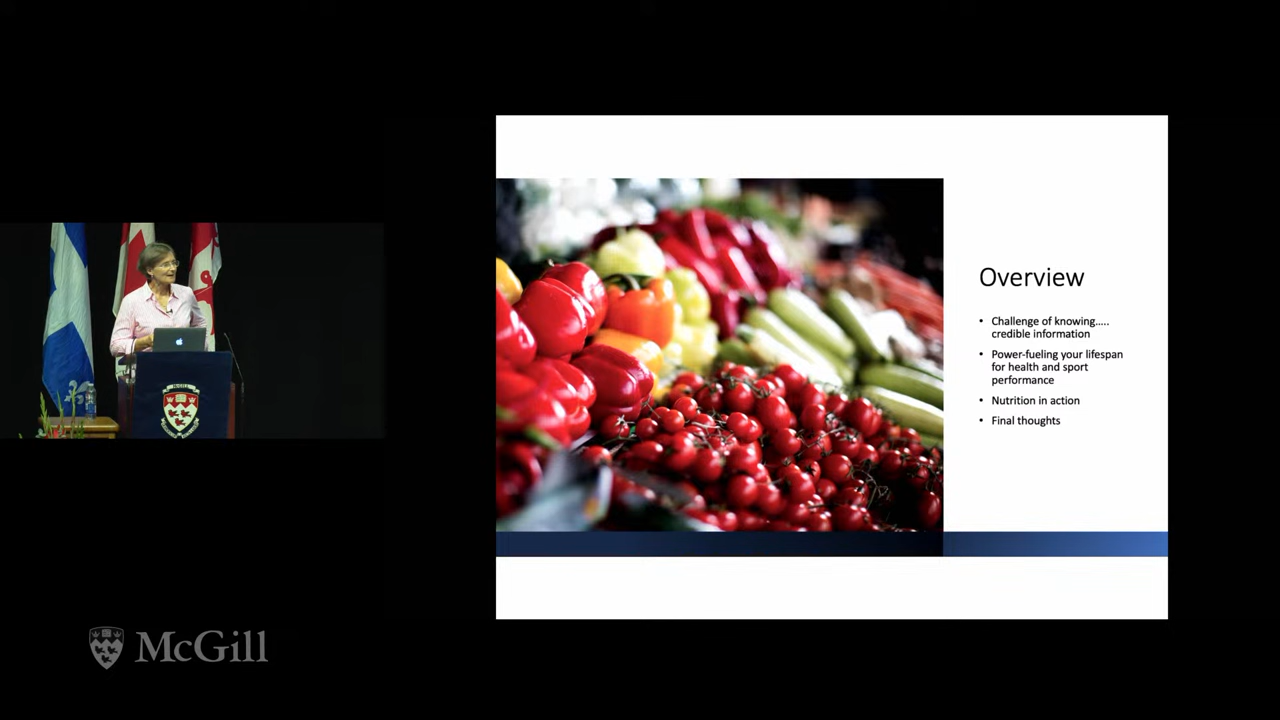 McGILL
Overview
• Challenge of knowing…..
credible information
• Power-fueling your lifespan
for health and sport
performance
• Nutrition in action
• Final thoughts
McGill